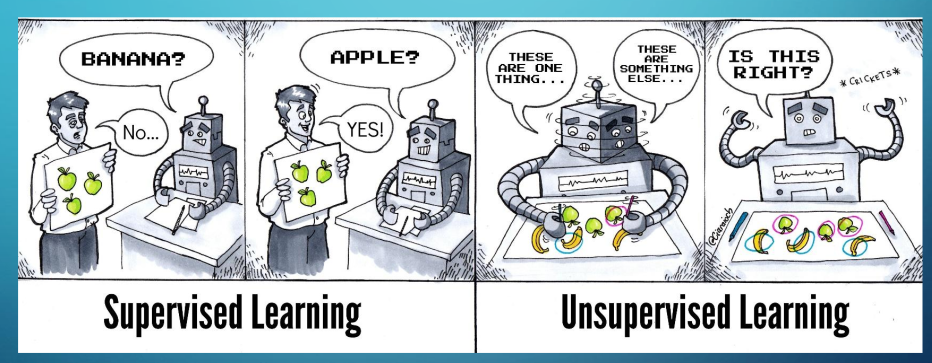 BANANA?
No...
APPLE?
YES!
THESE
ARE ONE
THING...
THESE
ARE
SOMETHING
ELSE...
IS THIS
RIGHT?
*CRICKETS*
Supervised Learning
Unsupervised Learning